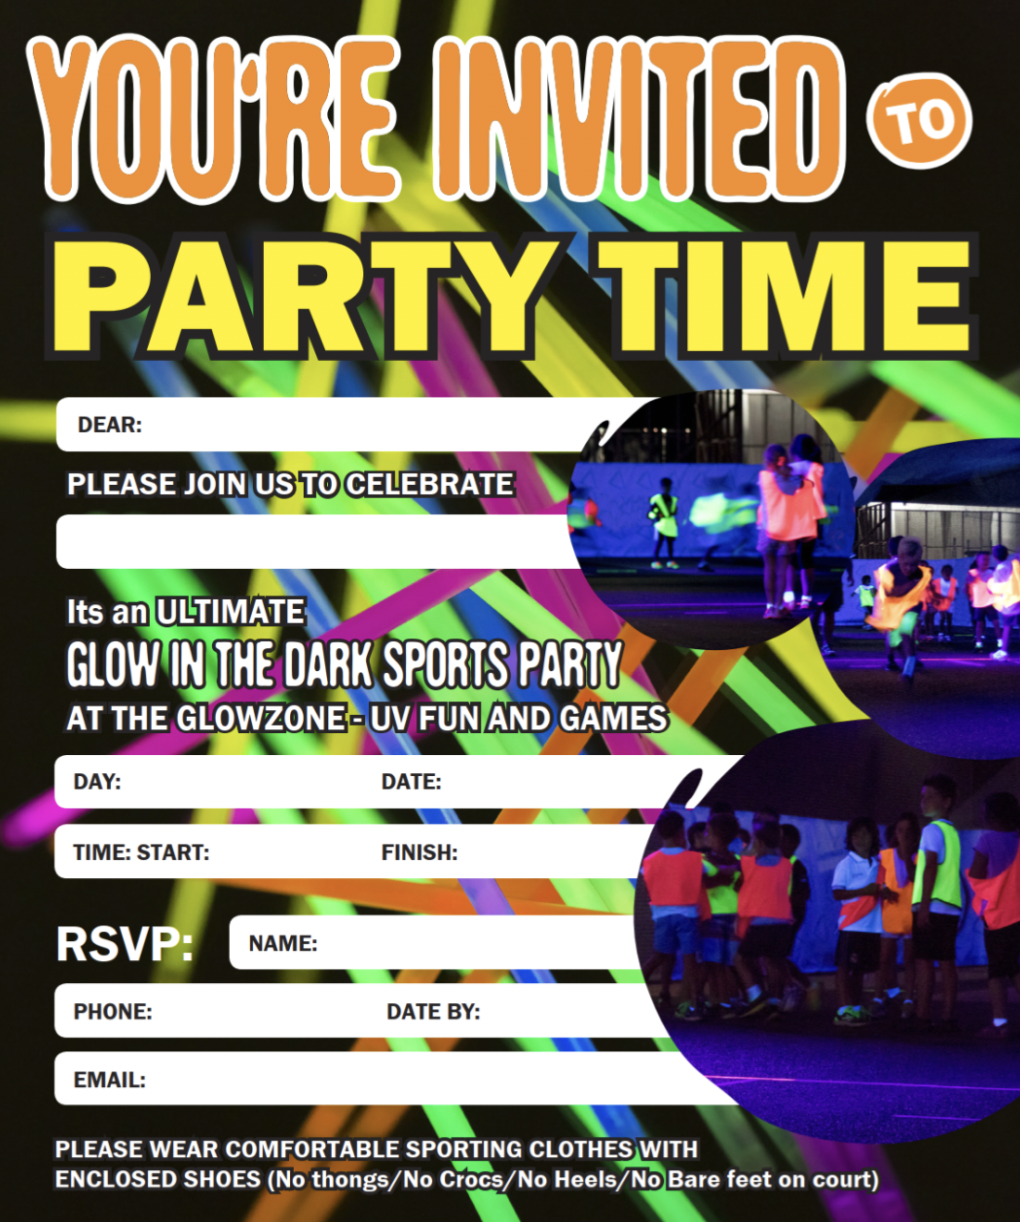 YOU'RE INVITED TO
PARTY TIME
DEAR:
PLEASE JOIN US TO CELEBRATE
Its an ULTIMATE
GLOW IN THE DARK SPORTS PARTY
AT THE GLOWZONE - UV FUN AND GAMES
DAY: DATE:
TIME: START: FINISH:
RSVP: NAME:
PHONE: DATE BY:
EMAIL:
PLEASE WEAR COMFORTABLE SPORTING CLOTHES WITH
ENCLOSED SHOES (No thongs/No Crocs/No Heels/No Bare feet on court)